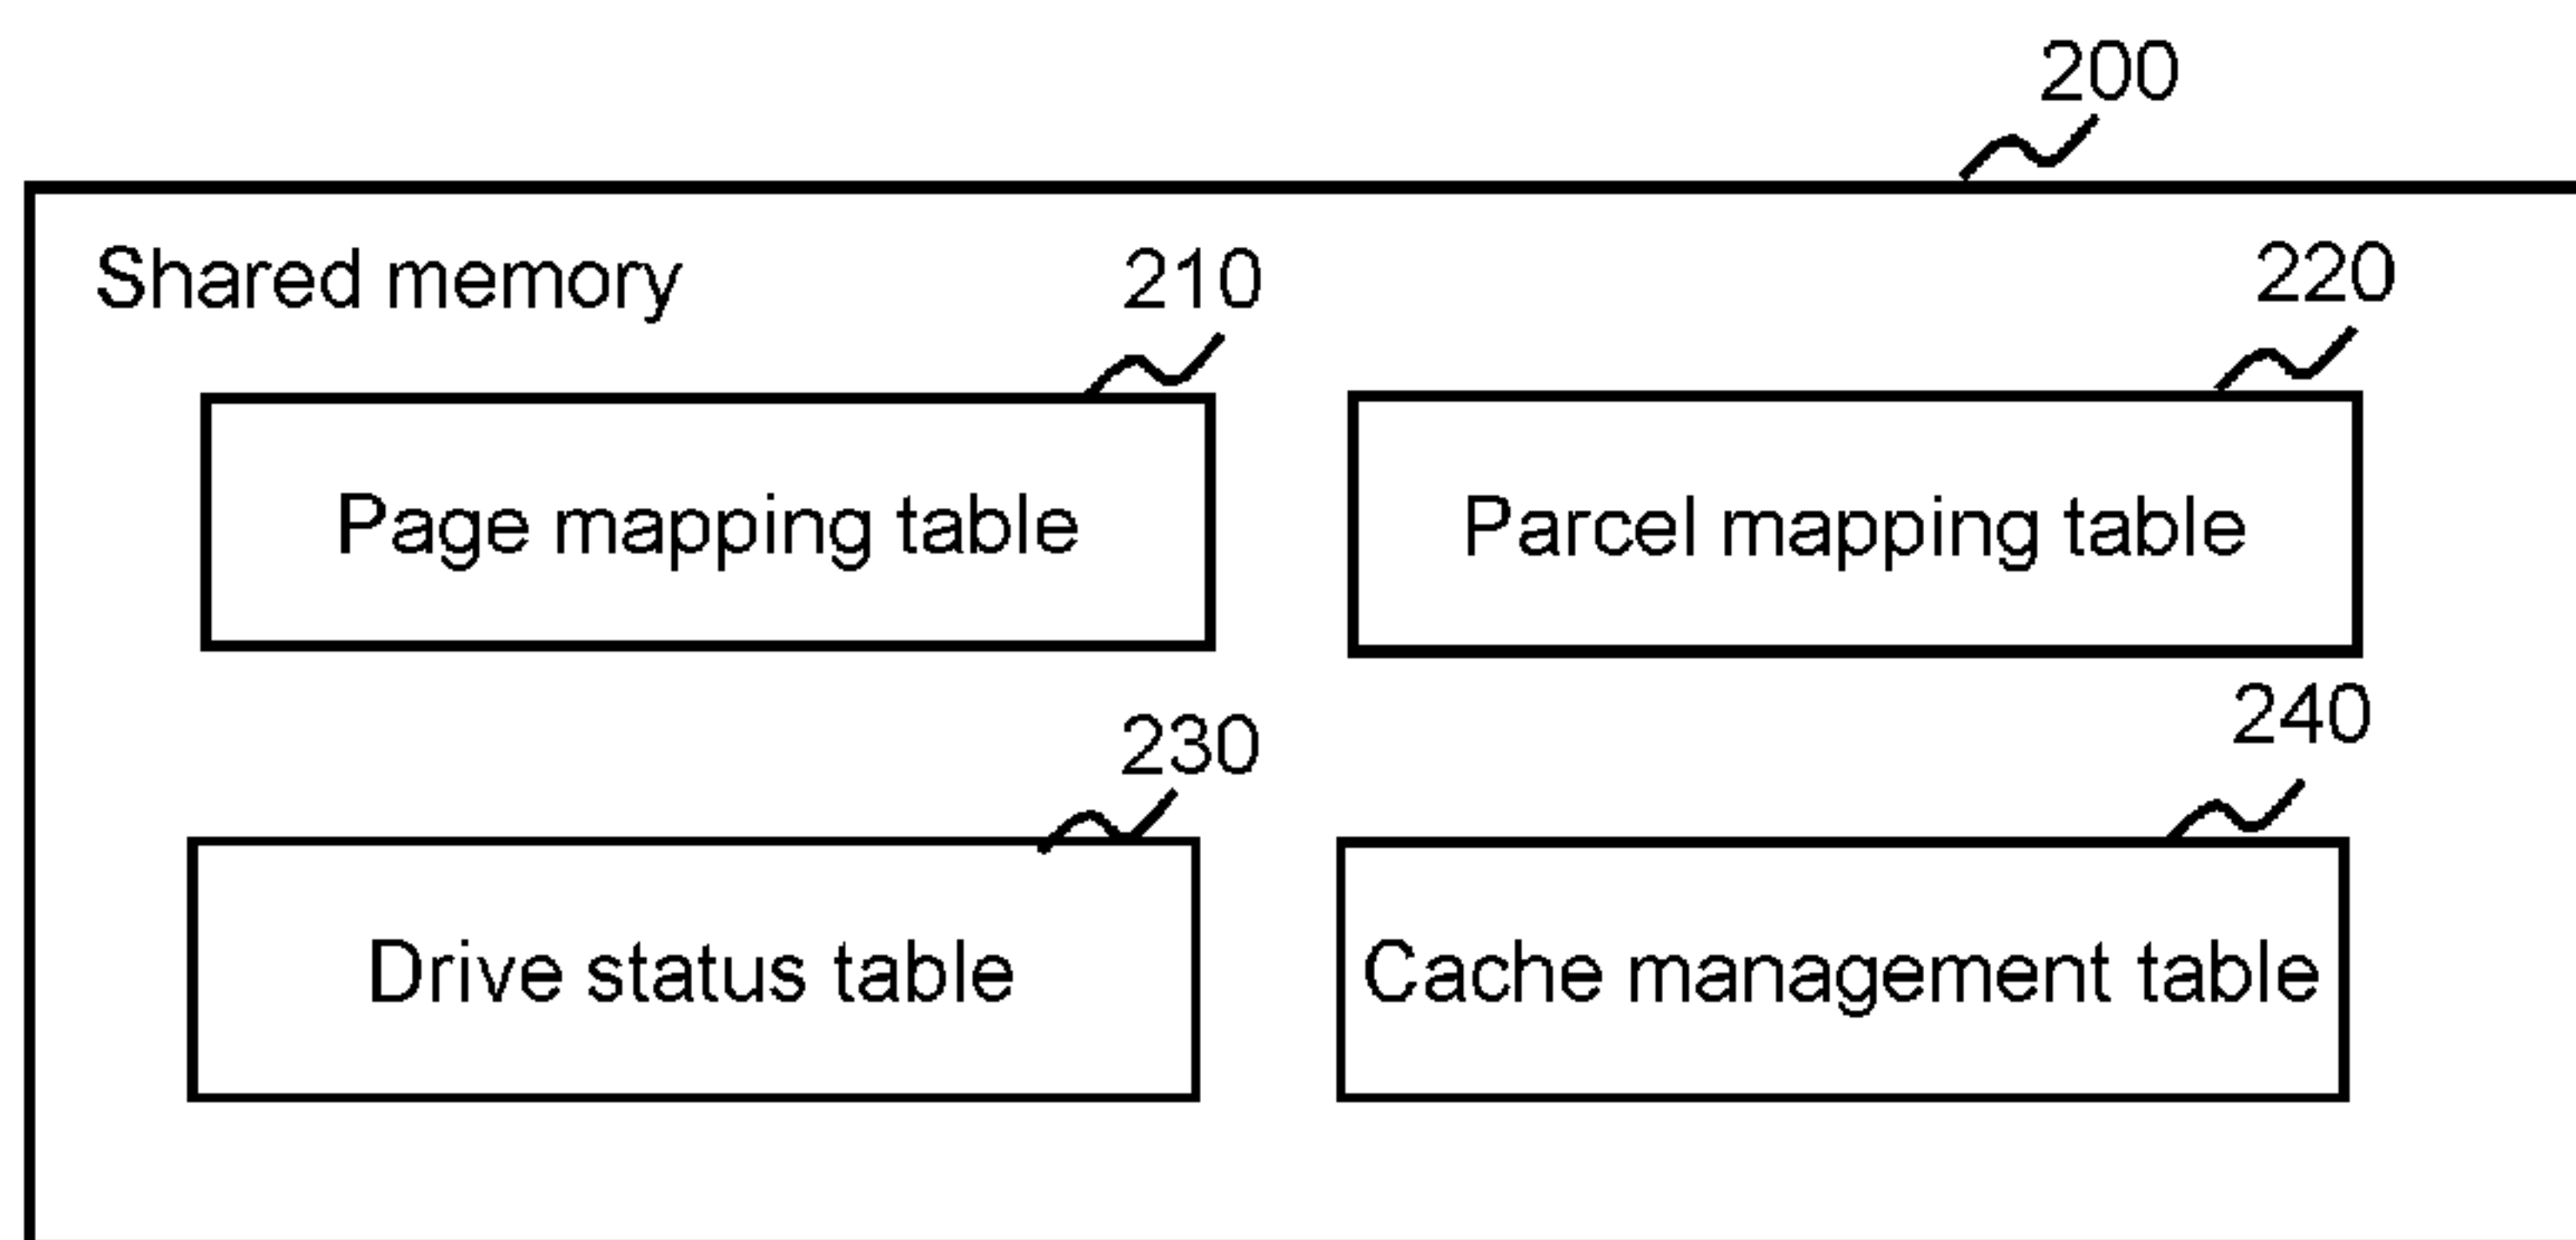 200
Shared memory
210
220
Page mapping table
Parcel mapping table
230
240
Drive status table
Cache management table